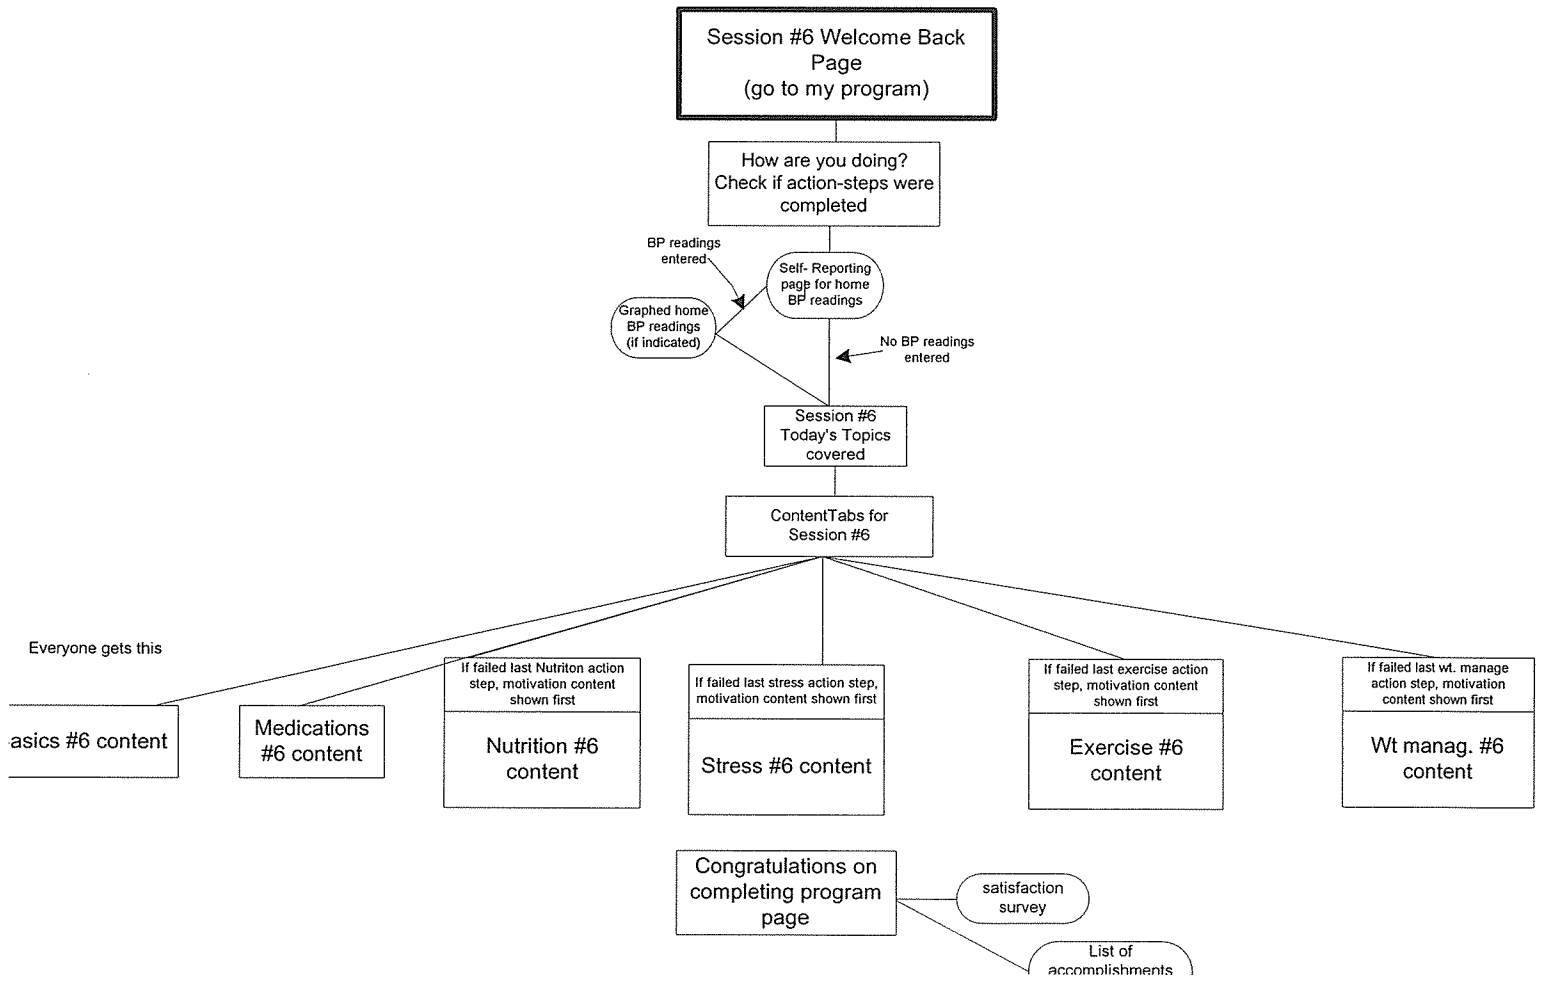 Session #6 Welcome Back
Page
(go to my program)
How are you doing?
Check if action-steps were
completed
BP readings
entered
Self- Reporting
page for home
BP readings
Graphed home
BP readings
(if indicated)
No BP readings
entered
Session #6
Today's Topics
covered
ContentTabs for
Session #6
Everyone gets this
asics #6 content
Medications
#6 content
If failed last Nutriton action
step, motivation content
shown first
Nutrition #6
content
If failed last stress action step,
motivation content shown first
Stress #6 content
If failed last exercise action
step, motivation content
shown first
Exercise #6
content
If failed last wt. manage
action step, motivation
content shown first
Wt manag. #6
content
Congratulations on
completing program
page
satisfaction
survey
List of
accomplishments